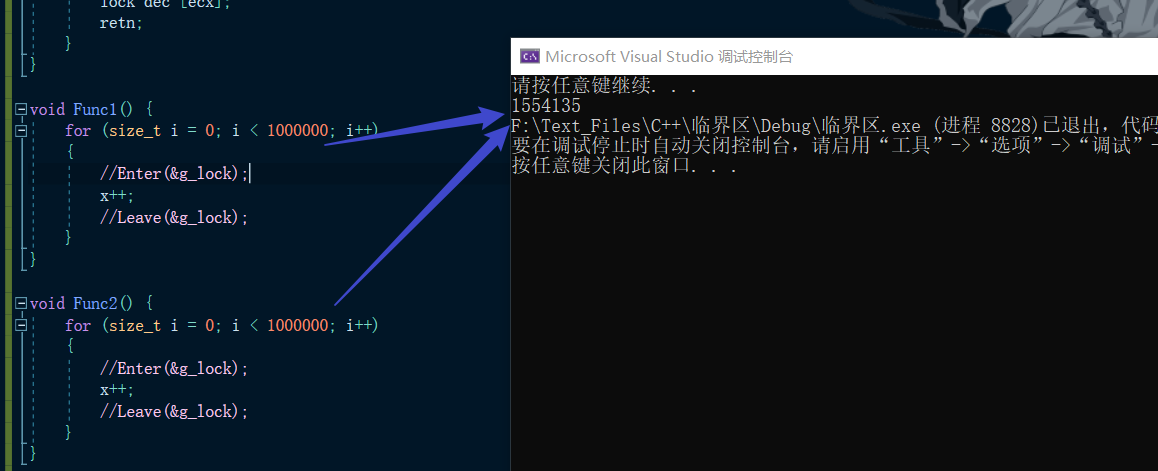 lock dec [ecx];
retn;
}
}
void Func1() {
for (size_t i = 0; i < 1000000; i++)
{
//Enter(&g_lock);
x++;
//Leave(&g_lock);
}
}
void Func2() {
for (size_t i = 0; i < 1000000; i++)
{
//Enter(&g_lock);
x++;
//Leave(&g_lock);
}
}
Microsoft Visual Studio 调试控制台
请按任意键继续. . .
1554135
F:\Text_Files\C++\临界区\Debug\临界区.exe (进程 8828)已退出，代码
要在调试停止时自动关闭控制台，请启用“工具”->“选项”->“调试”-
按任意键关闭此窗口. . .